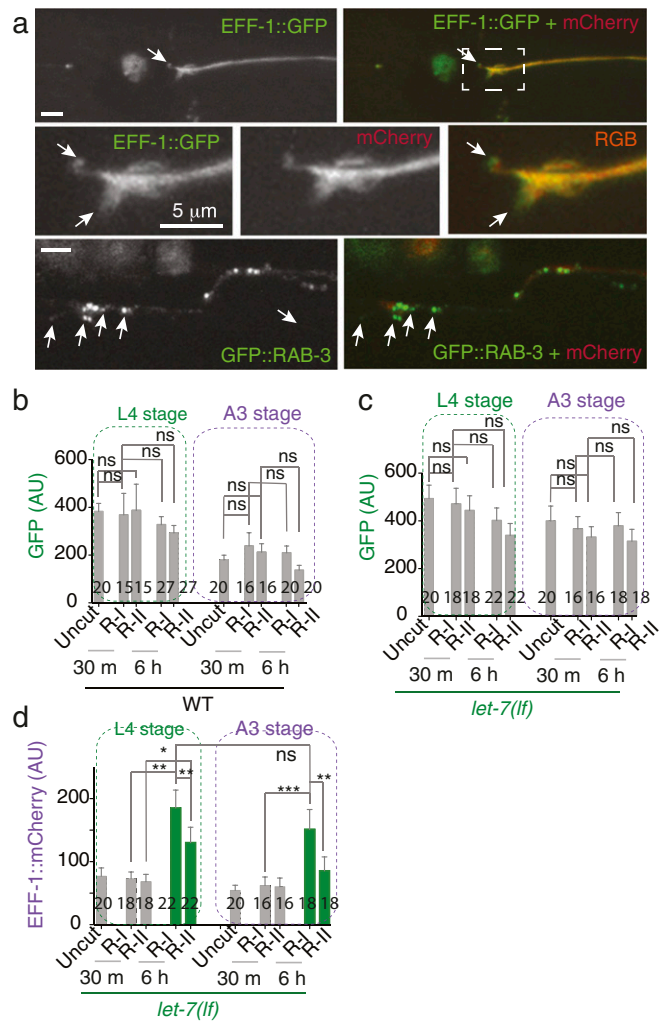 a
EFF-1::GFP
EFF-1::GFP + mCherry
EFF-1::GFP
5 μm
mCherry
RGB
GFP::RAB-3
GFP::RAB-3 + mCherry
b
L4 stage A3 stage
ns ns ns ns ns ns ns ns
GFP (AU)
600
400
200
0
20 15 15 27 27 20 16 16 20 20
Uncut R-I R-II R-I R-II Uncut R-I R-II R-I R-II
30 m 6 h 30 m 6 h
WT
c
L4 stage A3 stage
ns ns ns ns ns ns ns ns
GFP (AU)
600
400
200
0
20 18 18 22 22 20 16 16 18 18
Uncut R-I R-II R-I R-II Uncut R-I R-II R-I R-II
30 m 6 h 30 m 6 h
let-7(lf)
d
L4 stage A3 stage
ns
* ** ** *** **
EFF-1::mCherry (AU)
200
100
0
20 18 18 22 22 20 16 16 18 18
Uncut R-I R-II R-I R-II Uncut R-I R-II R-I R-II
30 m 6 h 30 m 6 h
let-7(lf)